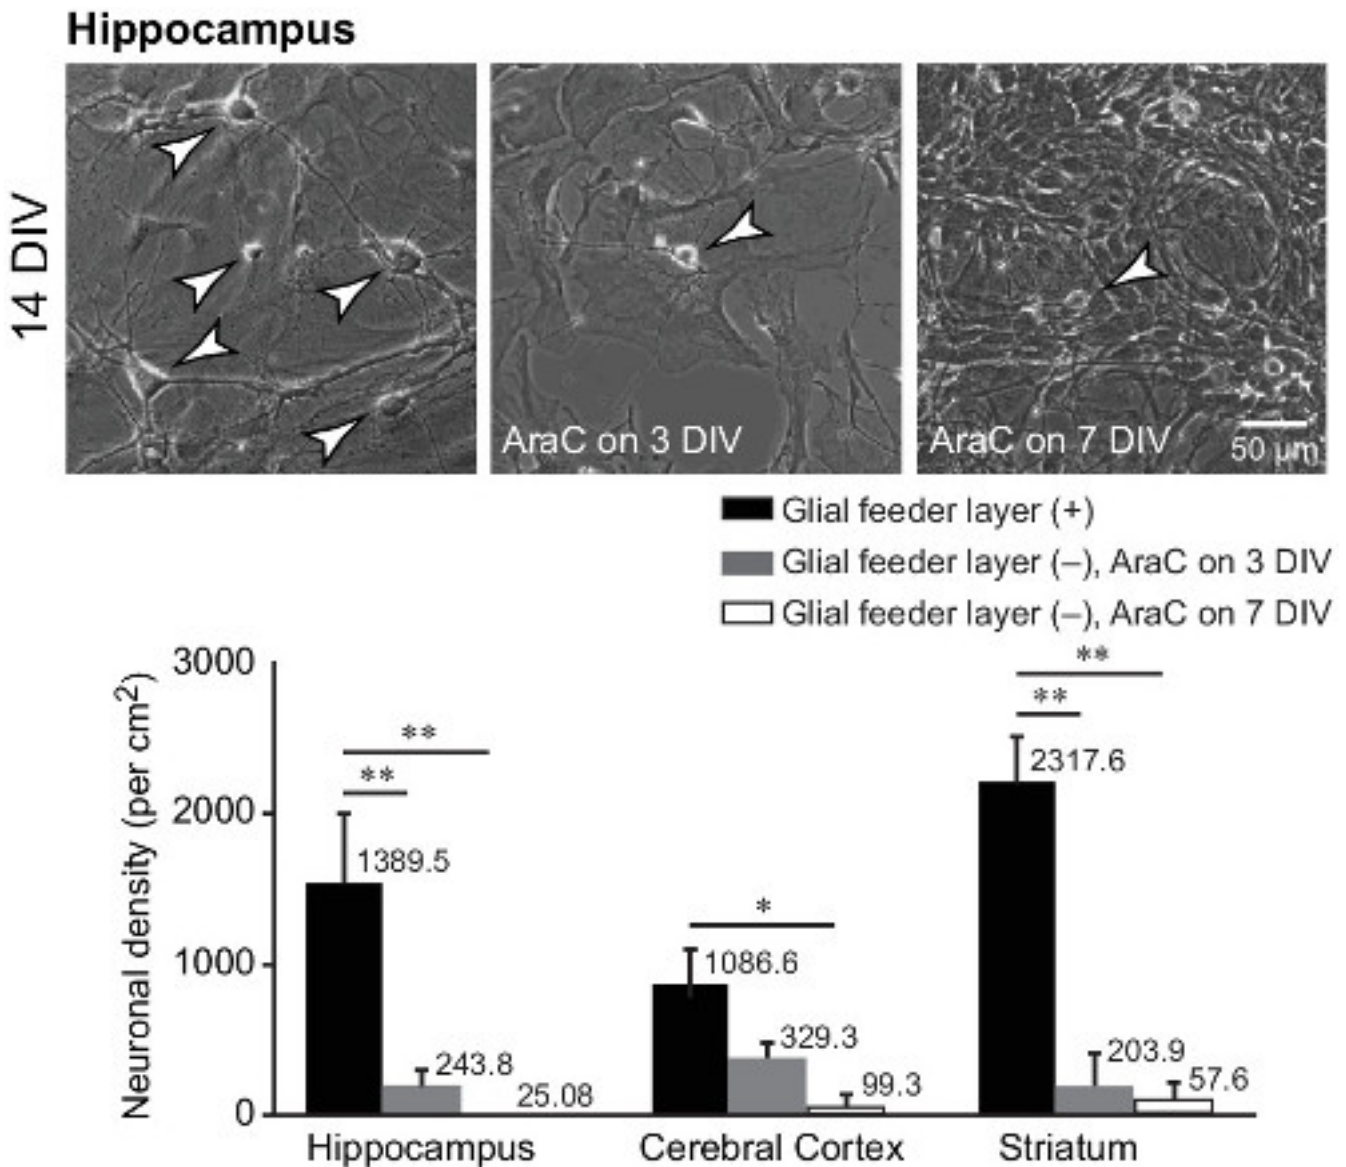 Hippocampus
14 DIV
AraC on 3 DIV
AraC on 7 DIV
50 µm
Glial feeder layer (+)
Glial feeder layer (–), AraC on 3 DIV
Glial feeder layer (–), AraC on 7 DIV
Neuronal density (per cm²)
3000
2000
1000
0
**
**
1389.5
243.8
25.08
*
1086.6
329.3
99.3
**
**
2317.6
203.9
57.6
Hippocampus
Cerebral Cortex
Striatum